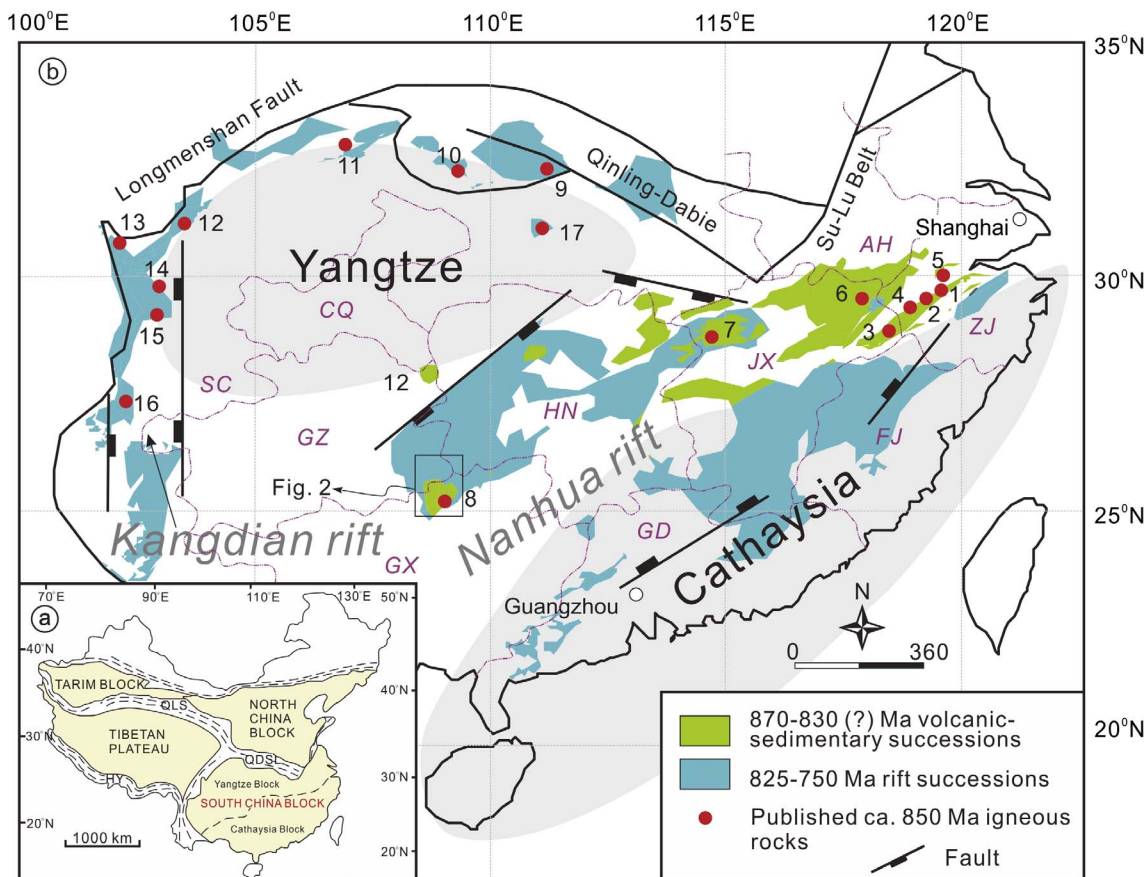 100°E 105°E 110°E 115°E 120°E
35°N
b
Longmenshan Fault
Qinling-Dabie
Su-Lu Belt
11
10
9
13
12
17
AH
Shanghai
14
Yangtze
30°N
5
6
4
1
2
CQ
15
3
ZJ
7
JX
12
SC
16
HN
GZ
FJ
Fig. 2
8
Nanhua rift
25°N
Kangdian rift
GD
Cathaysia
GX
Guangzhou
N
0 360
20°N
870-830 (?) Ma volcanic-
sedimentary successions
825-750 Ma rift successions
Published ca. 850 Ma igneous
rocks
Fault
a
70°E 90°E 110°E 130°E 50°N
40°N
TARIM BLOCK
QLS
NORTH
CHINA
BLOCK
40°N
30°N
TIBETAN
PLATEAU
QDSL
HY
Yangtze Block
30°N
SOUTH CHINA BLOCK
20°N
Cathaysia Block
1000 km
20°N